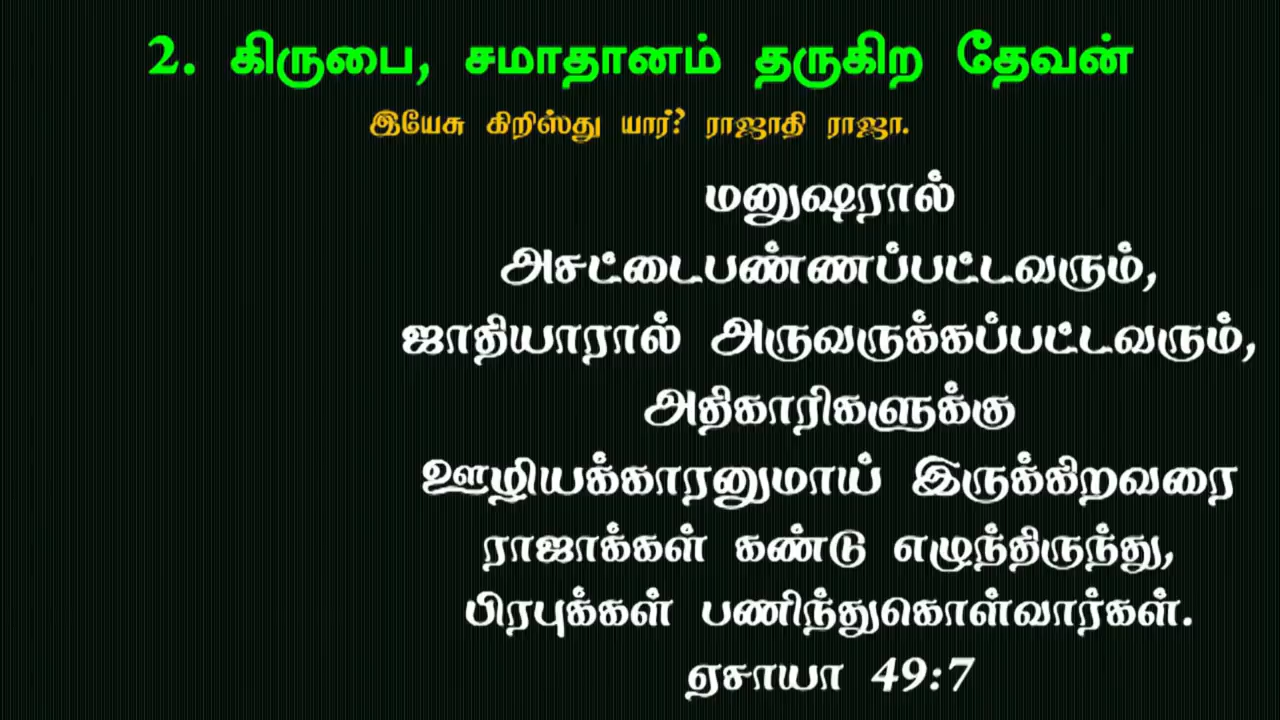 2. கிருபை, சமாதானம் தருகிற தேவன்
இயேசு கிறிஸ்து யார்? ராஜாதி ராஜா.
மனுஷரால்
அசட்டைபண்ணப்பட்டவரும்,
ஜாதியாரால் அருவருக்கப்பட்டவரும்,
அதிகாரிகளுக்கு
ஊழியக்காரனுமாய் இருக்கிறவரை
ராஜாக்கள் கண்டு எழுந்திருந்து,
பிரபுக்கள் பணிந்துகொள்வார்கள்.
ஏசாயா 49:7